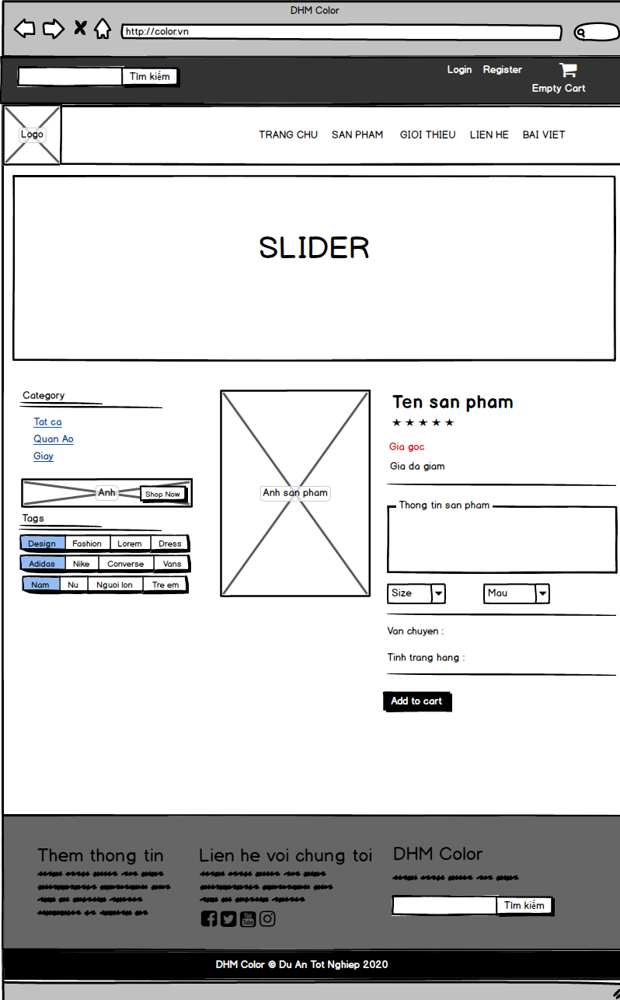 DHM Color
http://color.vn
Tìm kiếm
Login Register
Empty Cart
Logo
TRANG CHU SAN PHAM GIOI THIEU LIEN HE BAI VIET
SLIDER
Category
Tat ca
Quan Ao
Giay
Anh
Shop Now
Tags
Design Fashion Lorem Dress
Adidas Nike Converse Vans
Nam Nu Nguoi lon Tre em
Anh san pham
Ten san pham
★ ★ ★ ★ ★
Gia goc
Gia da giam
Thong tin san pham
Size Mau
Van chuyen :
Tinh trang hang :
Add to cart
Them thong tin
Lien he voi chung toi
You
Tube
DHM Color
Tìm kiếm
DHM Color © Du An Tot Nghiep 2020